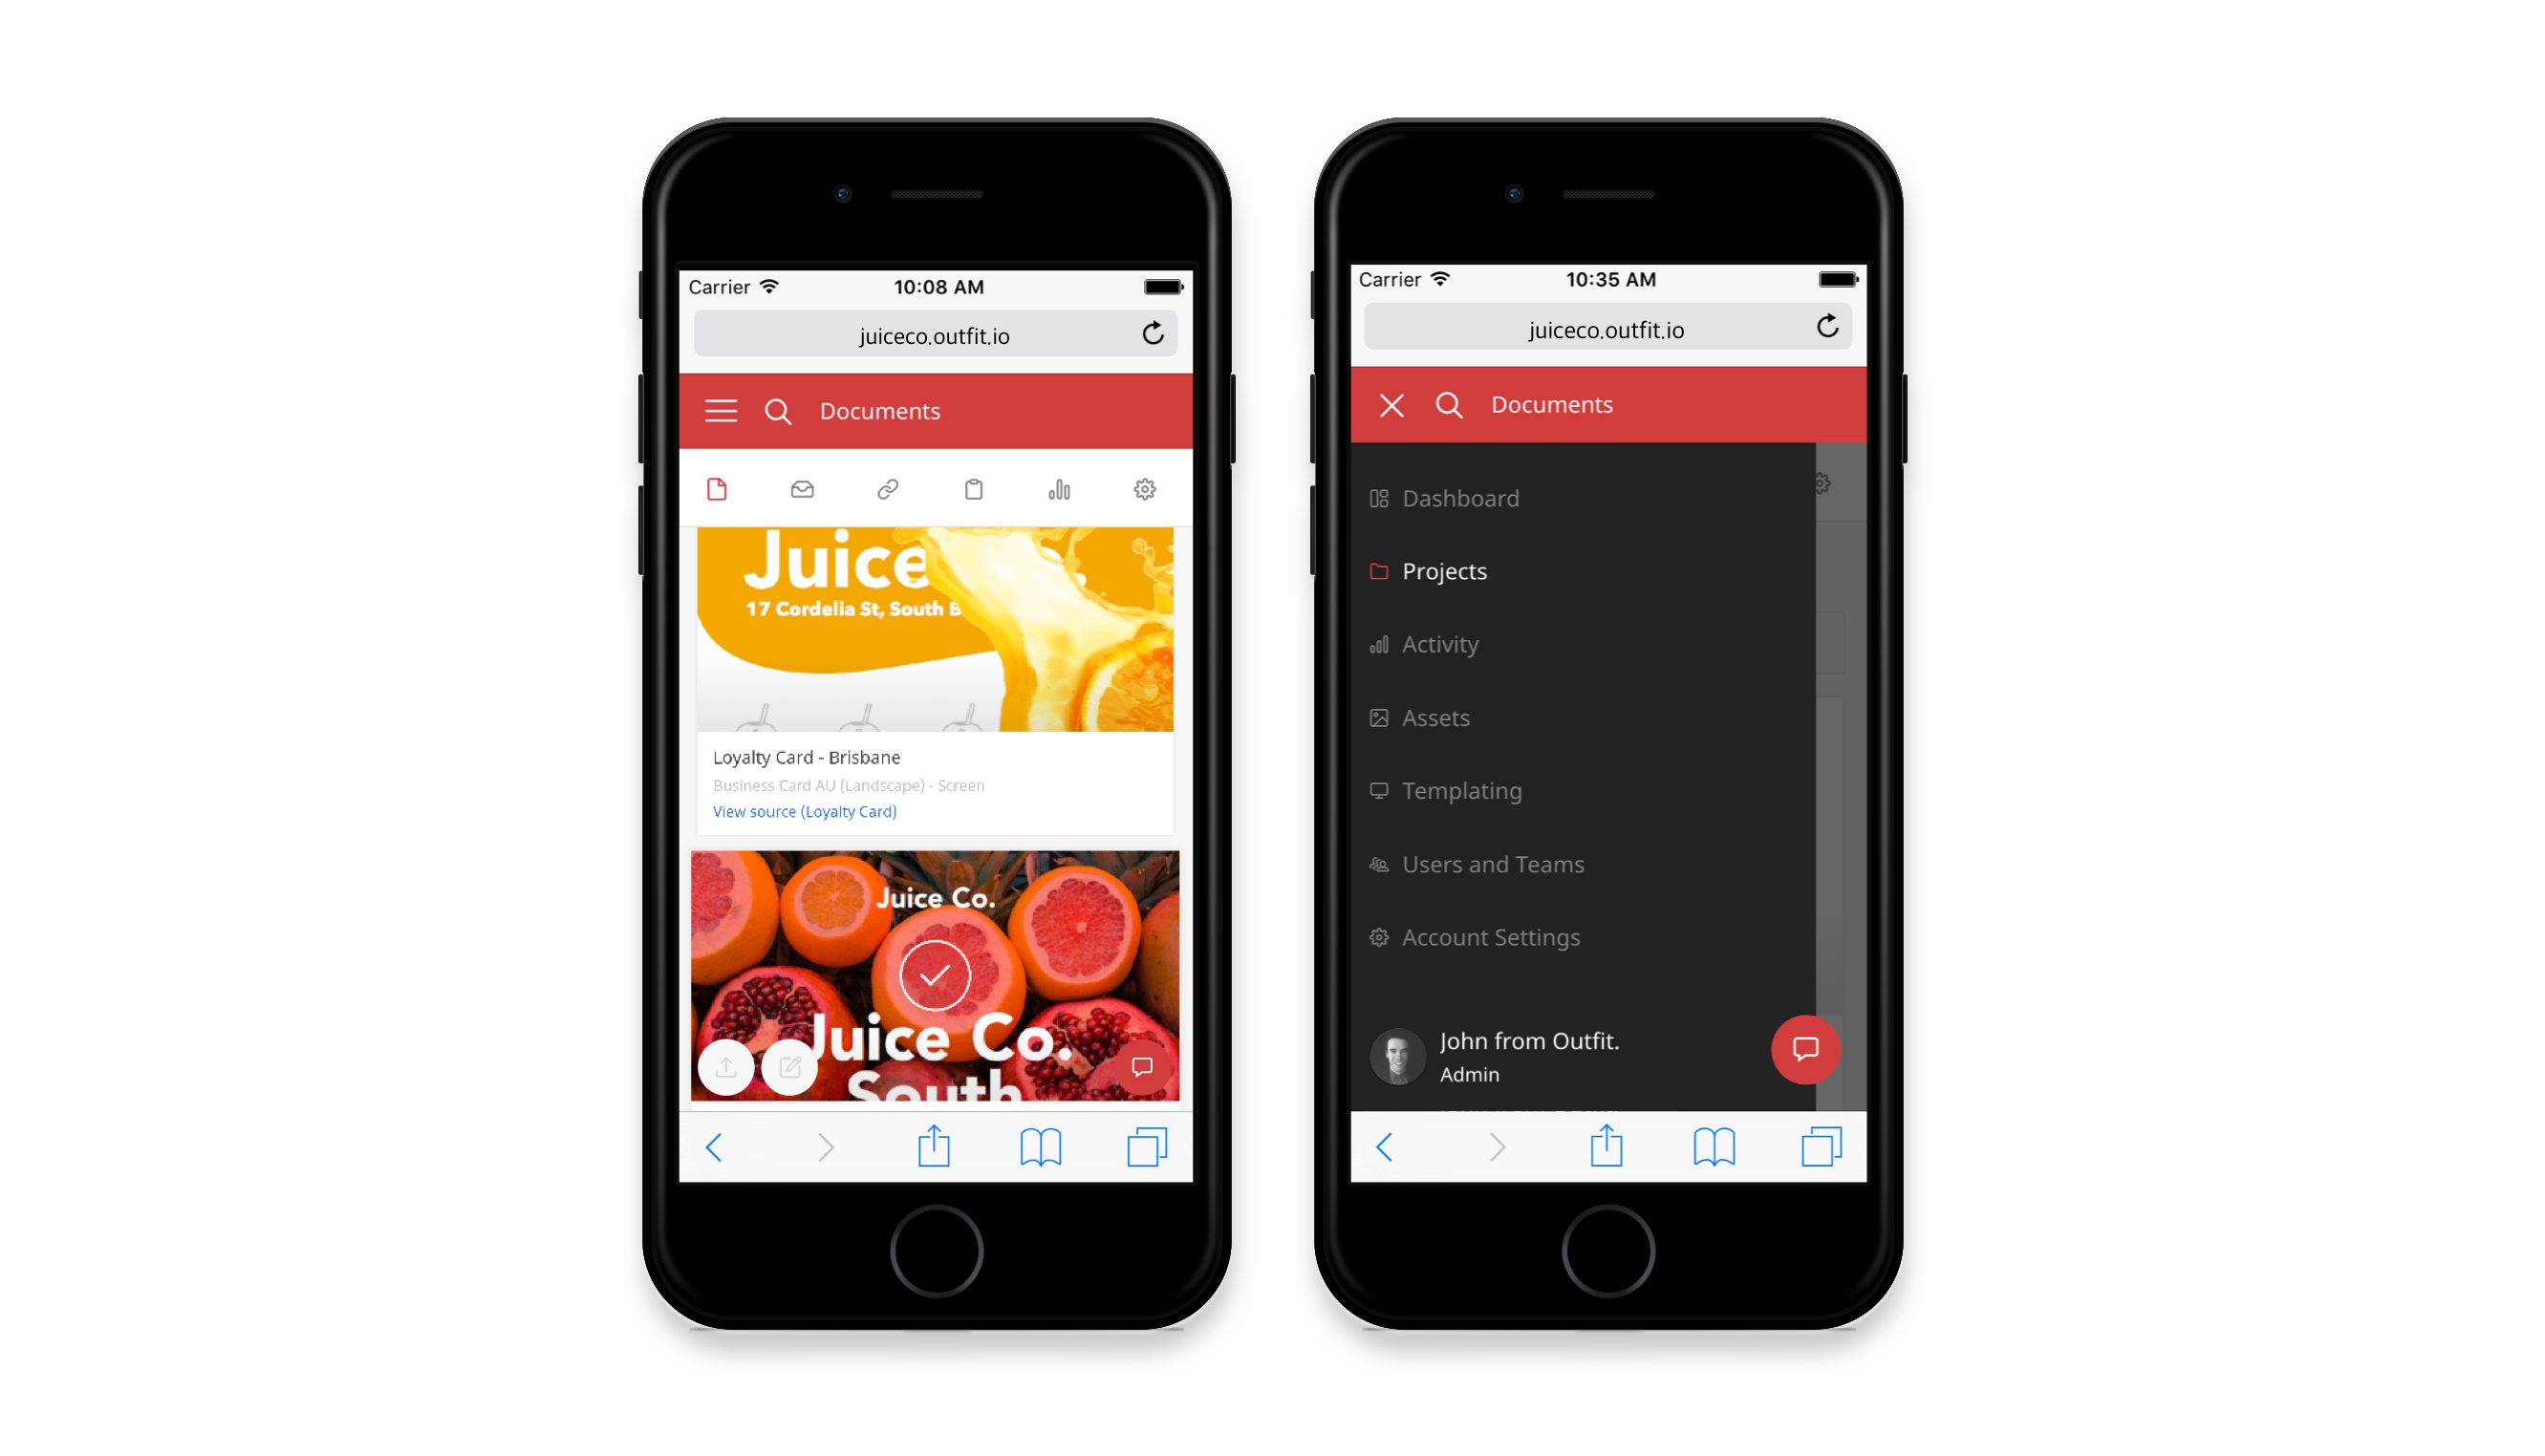 Carrier 10:08 AM
juiceco.outfit.io
Documents
Juice
17 Cordelia St, South B
Loyalty Card - Brisbane
Business Card AU (Landscape) - Screen
View source (Loyalty Card)
Juice Co.
Juice Co.
South
Carrier 10:35 AM
juiceco.outfit.io
Documents
Dashboard
Projects
Activity
Assets
Templating
Users and Teams
Account Settings
John from Outfit.
Admin